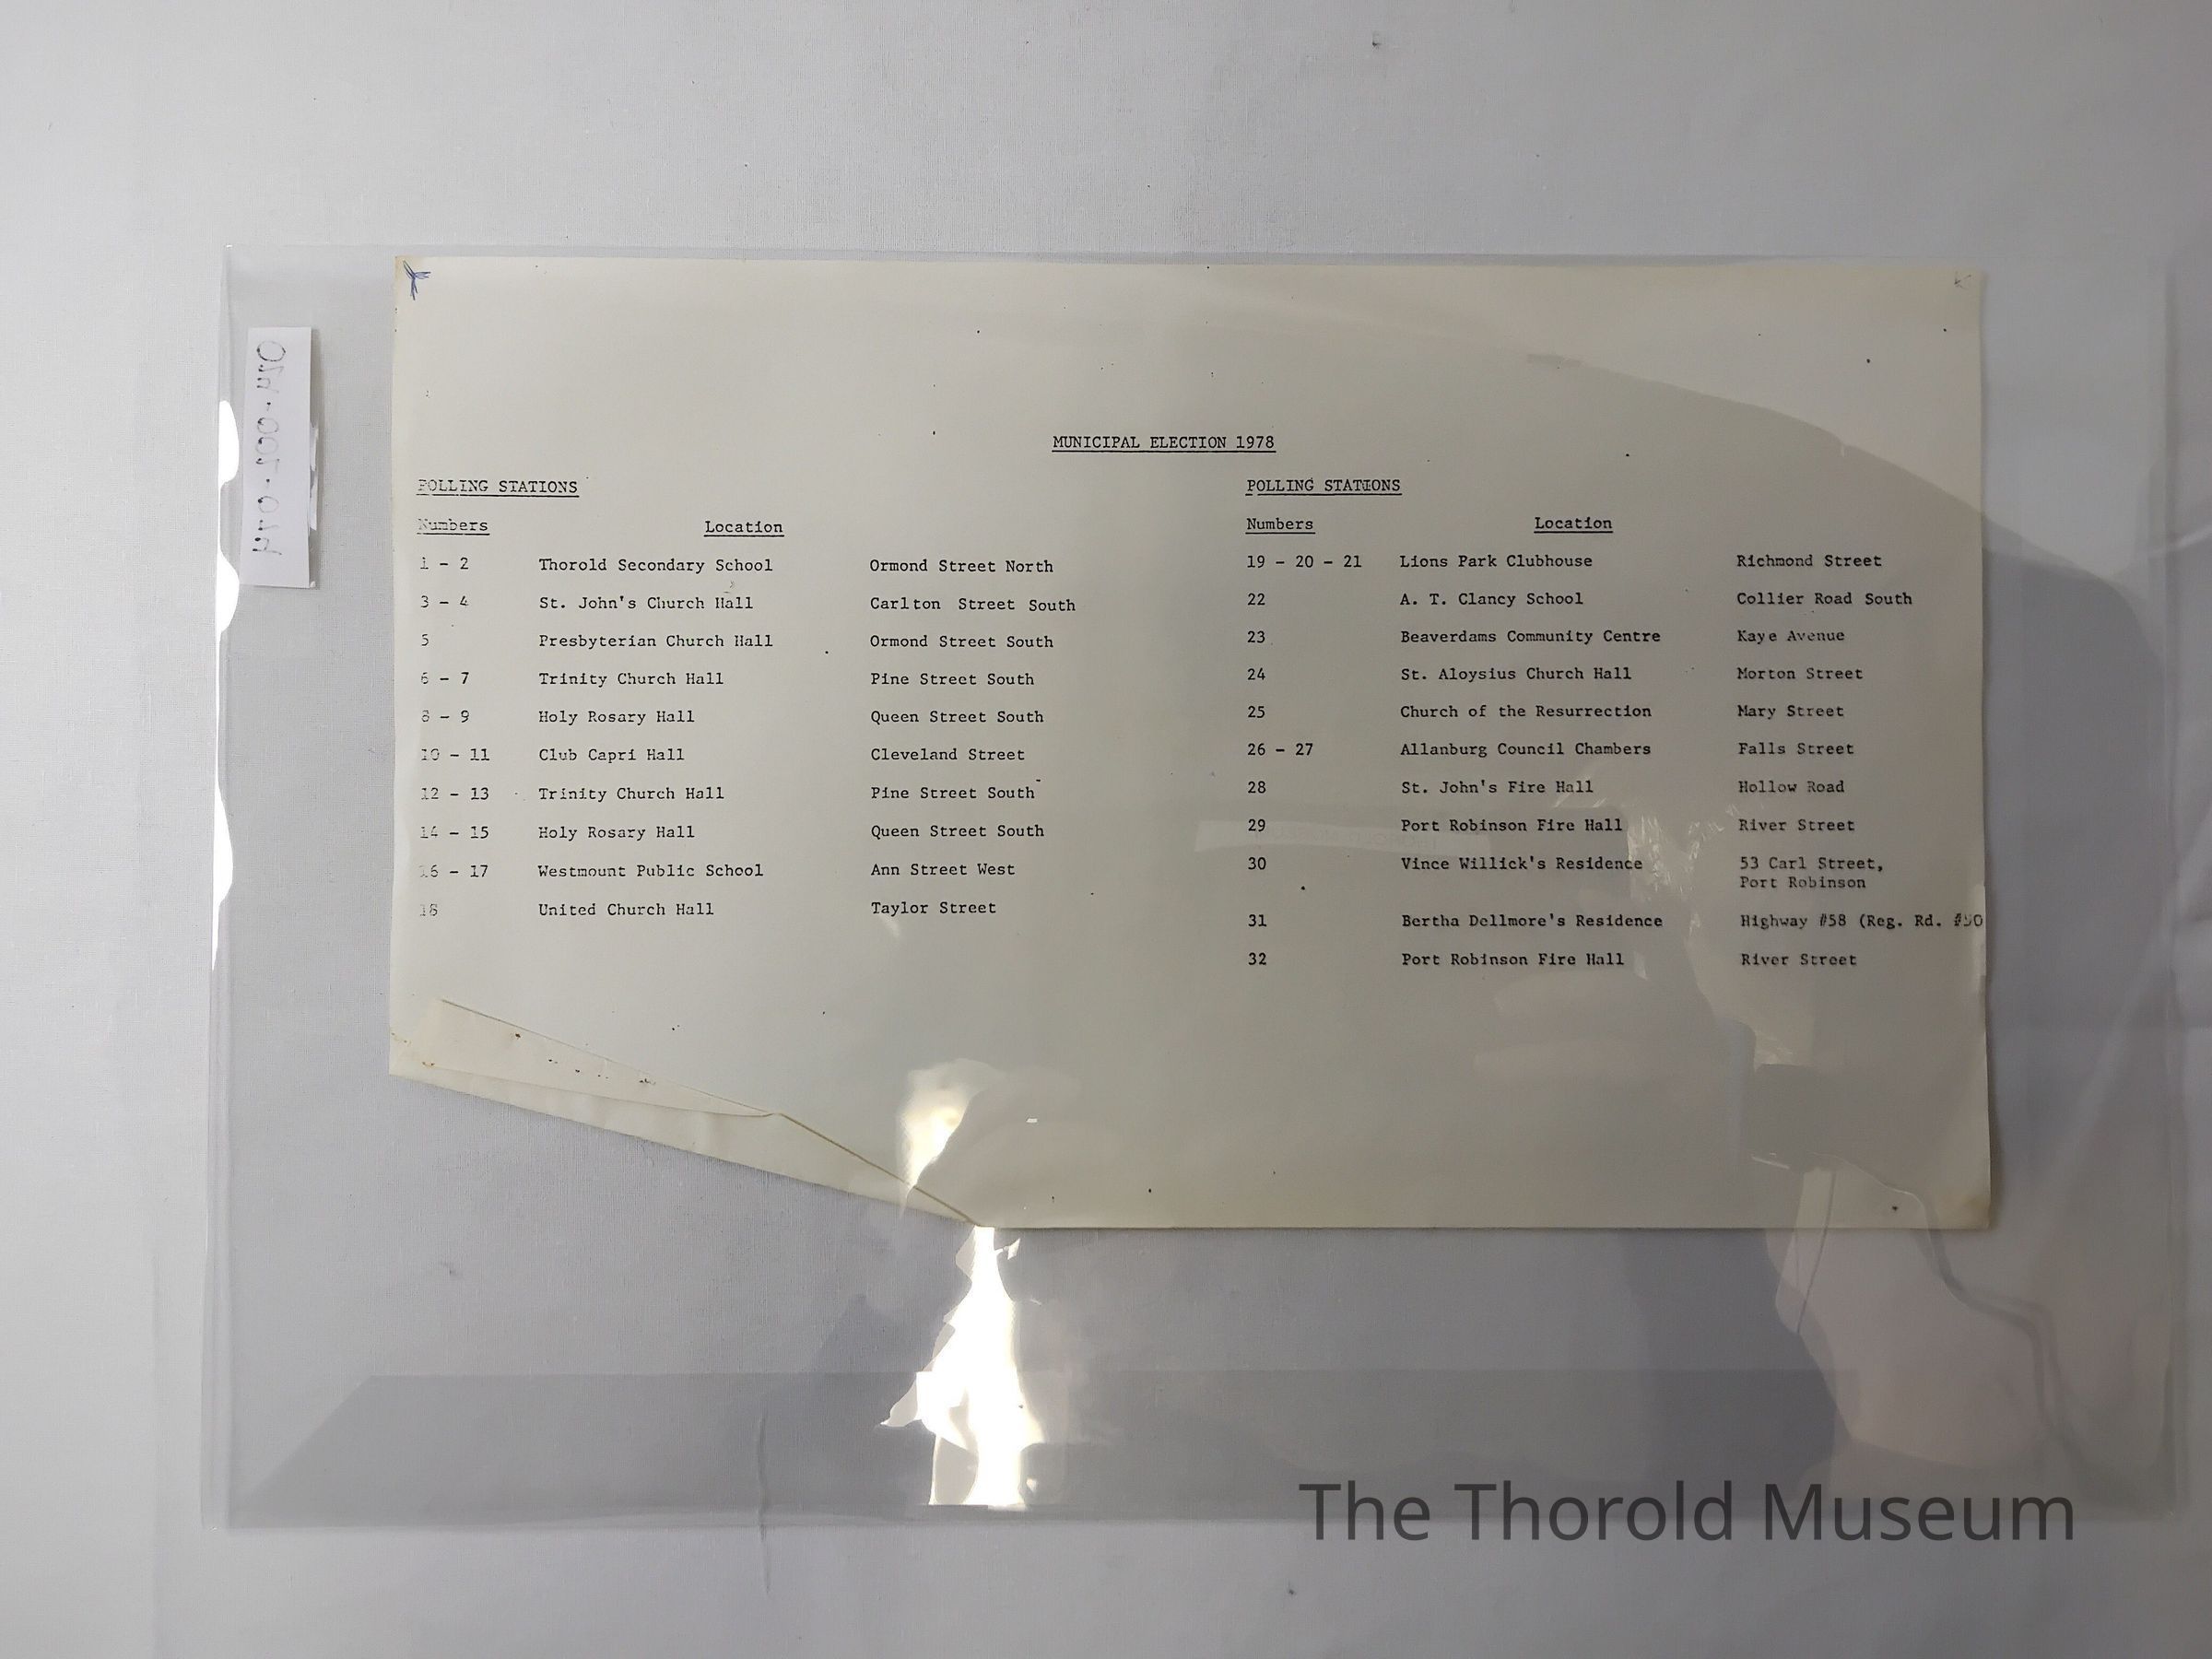 MUNICIPAL ELECTION 1978
POLLING STATIONS
Numbers Location
1 - 2 Thorold Secondary School Ormond Street North
3 - 4 St. John's Church Hall Carlton Street South
5 Presbyterian Church Hall Ormond Street South
6 - 7 Trinity Church Hall Pine Street South
8 - 9 Holy Rosary Hall Queen Street South
10 - 11 Club Capri Hall Cleveland Street
12 - 13 Trinity Church Hall Pine Street South
14 - 15 Holy Rosary Hall Queen Street South
16 - 17 Westmount Public School Ann Street West
18 United Church Hall Taylor Street
POLLING STATIONS
Numbers Location
19 - 20 - 21 Lions Park Clubhouse Richmond Street
22 A. T. Clancy School Collier Road South
23 Beaverdams Community Centre Kaye Avenue
24 St. Aloysius Church Hall Morton Street
25 Church of the Resurrection Mary Street
26 - 27 Allanburg Council Chambers Falls Street
28 St. John's Fire Hall Hollow Road
29 Port Robinson Fire Hall River Street
30 Vince Willick's Residence 53 Carl Street,
Port Robinson
31 Bertha Dellmore's Residence Highway #58 (Reg. Rd. #50
32 Port Robinson Fire Hall River Street
The Thorold Museum